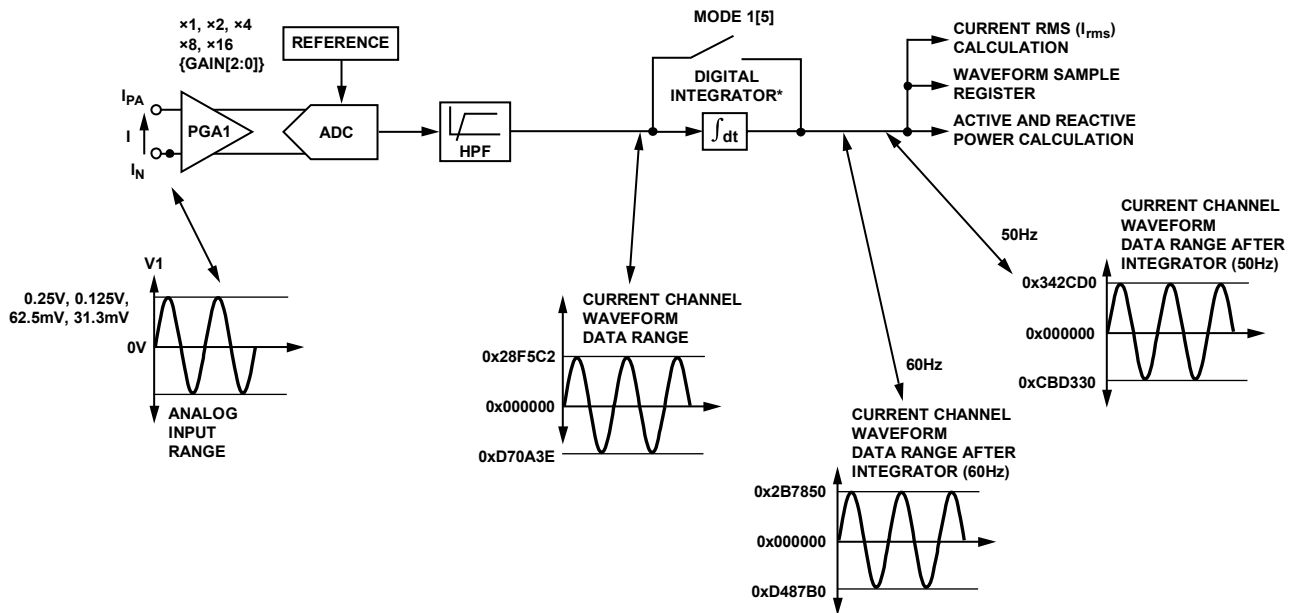 ×1, ×2, ×4
×8, ×16
{GAIN[2:0]}
REFERENCE
MODE 1[5]
DIGITAL
INTEGRATOR*
CURRENT RMS (Irms)
CALCULATION
WAVEFORM SAMPLE
REGISTER
ACTIVE AND REACTIVE
POWER CALCULATION
IPA
I
IN
PGA1
ADC
HPF
∫dt
V1
0.25V, 0.125V,
62.5mV, 31.3mV
0V
ANALOG
INPUT
RANGE
CURRENT CHANNEL
WAVEFORM
DATA RANGE
0x28F5C2
0x000000
0xD70A3E
60Hz
CURRENT CHANNEL
WAVEFORM
DATA RANGE AFTER
INTEGRATOR (60Hz)
0x2B7850
0x000000
0xD487B0
50Hz
CURRENT CHANNEL
WAVEFORM
DATA RANGE AFTER
INTEGRATOR (50Hz)
0x342CD0
0x000000
0xCBD330